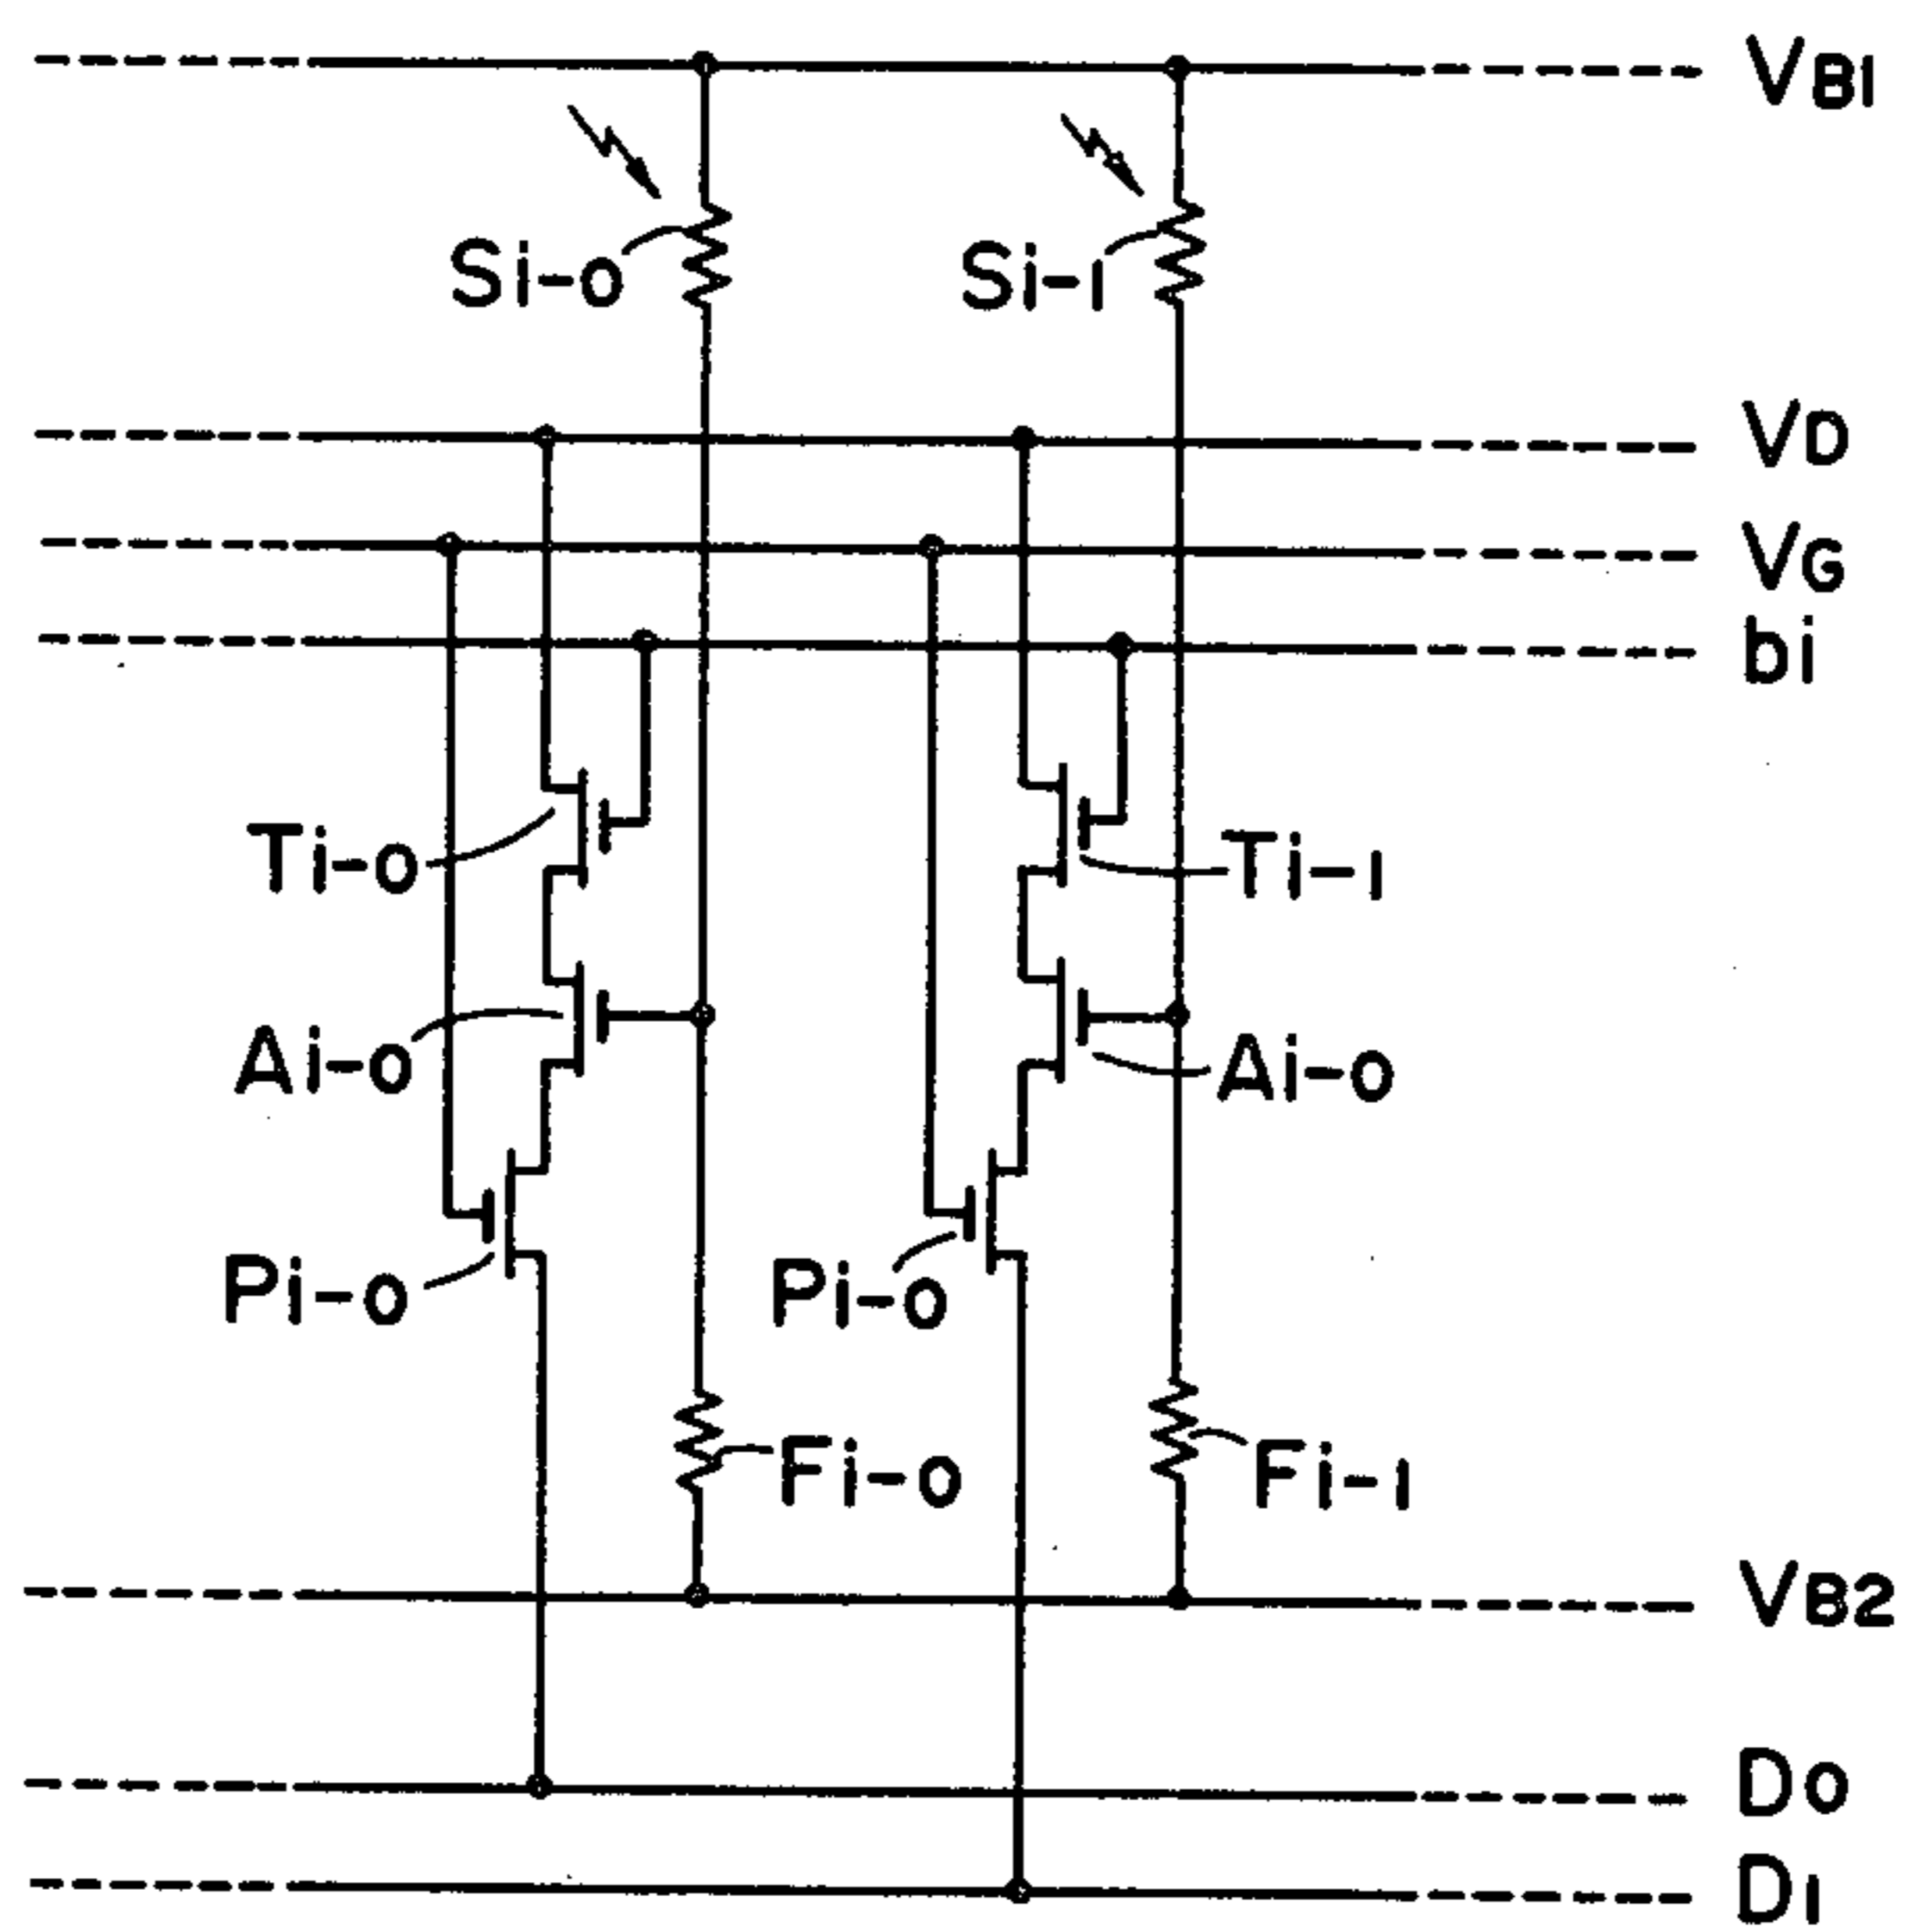 VB1
Si-0
Si-1
VD
VG
bi
Ti-0
Ti-1
Ai-0
Ai-0
Pi-0
Pi-0
Fi-0
Fi-1
VB2
D0
D1